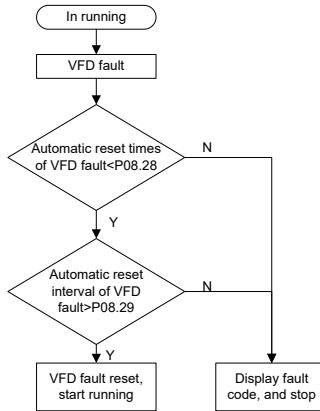 In running
VFD fault
Automatic reset times
of VFD fault<P08.28
N
Y
Automatic reset
interval of VFD
fault>P08.29
N
Y
VFD fault reset,
start running
Display fault
code, and stop